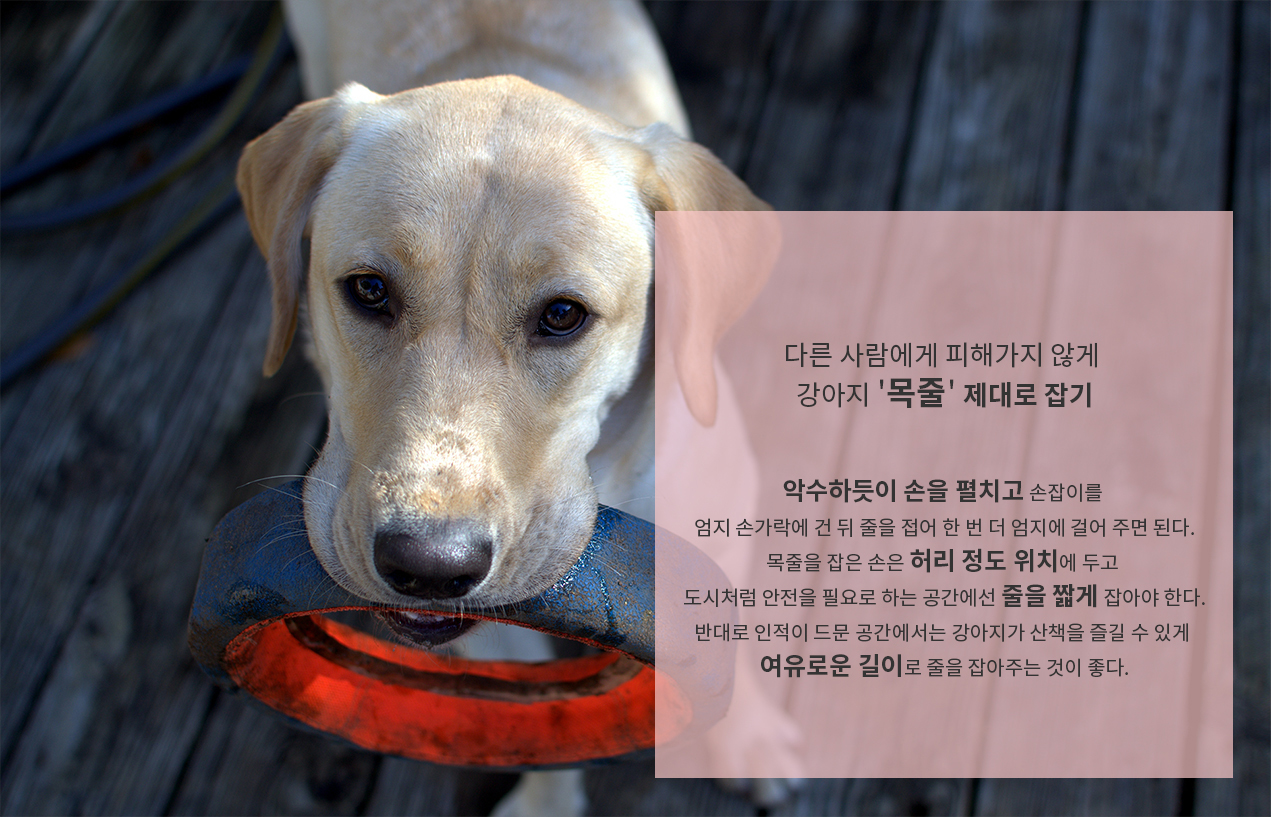 다른 사람에게 피해가지 않게
강아지 '목줄' 제대로 잡기
악수하듯이 손을 펼치고 손잡이를
엄지 손가락에 건 뒤 줄을 접어 한 번 더 엄지에 걸어 주면 된다.
목줄을 잡은 손은 허리 정도 위치에 두고
도시처럼 안전을 필요로 하는 공간에선 줄을 짧게 잡아야 한다.
반대로 인적이 드문 공간에서는 강아지가 산책을 즐길 수 있게
여유로운 길이로 줄을 잡아주는 것이 좋다.